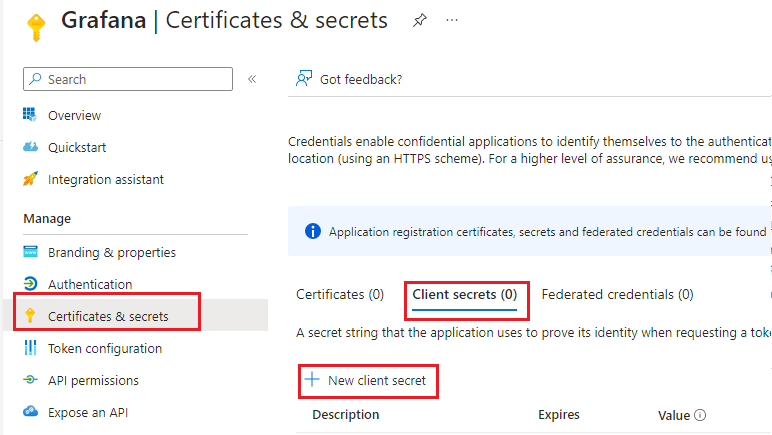 Grafana | Certificates & secrets
Search
Got feedback?
Overview
Quickstart
Integration assistant
Manage
Branding & properties
Authentication
Certificates & secrets
Token configuration
API permissions
Expose an API
Credentials enable confidential applications to identify themselves to the authenticat
location (using an HTTPS scheme). For a higher level of assurance, we recommend us
Application registration certificates, secrets and federated credentials can be found
Certificates (0) Client secrets (0) Federated credentials (0)
A secret string that the application uses to prove its identity when requesting a toke
New client secret
Description Expires Value